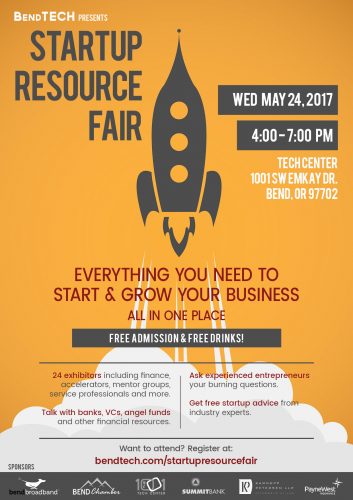 BENDTECH PRESENTS
STARTUP
RESOURCE
FAIR
WED MAY 24, 2017
4:00 - 7:00 PM
TECH CENTER
1001 SW EMKAY DR.
BEND, OR 97702
EVERYTHING YOU NEED TO
START & GROW YOUR BUSINESS
ALL IN ONE PLACE
FREE ADMISSION & FREE DRINKS!
24 exhibitors including finance,
accelerators, mentor groups,
service professionals and more.
Talk with banks, VCs, angel funds
and other financial resources.
Ask experienced entrepreneurs
your burning questions.
Get free startup advice from
industry experts.
Want to attend? Register at:
bendtech.com/startupresourcefair
SPONSORS
bendbroadband
BEND Chamber
TECH CENTER
SUMMIT BANK
PayneWest